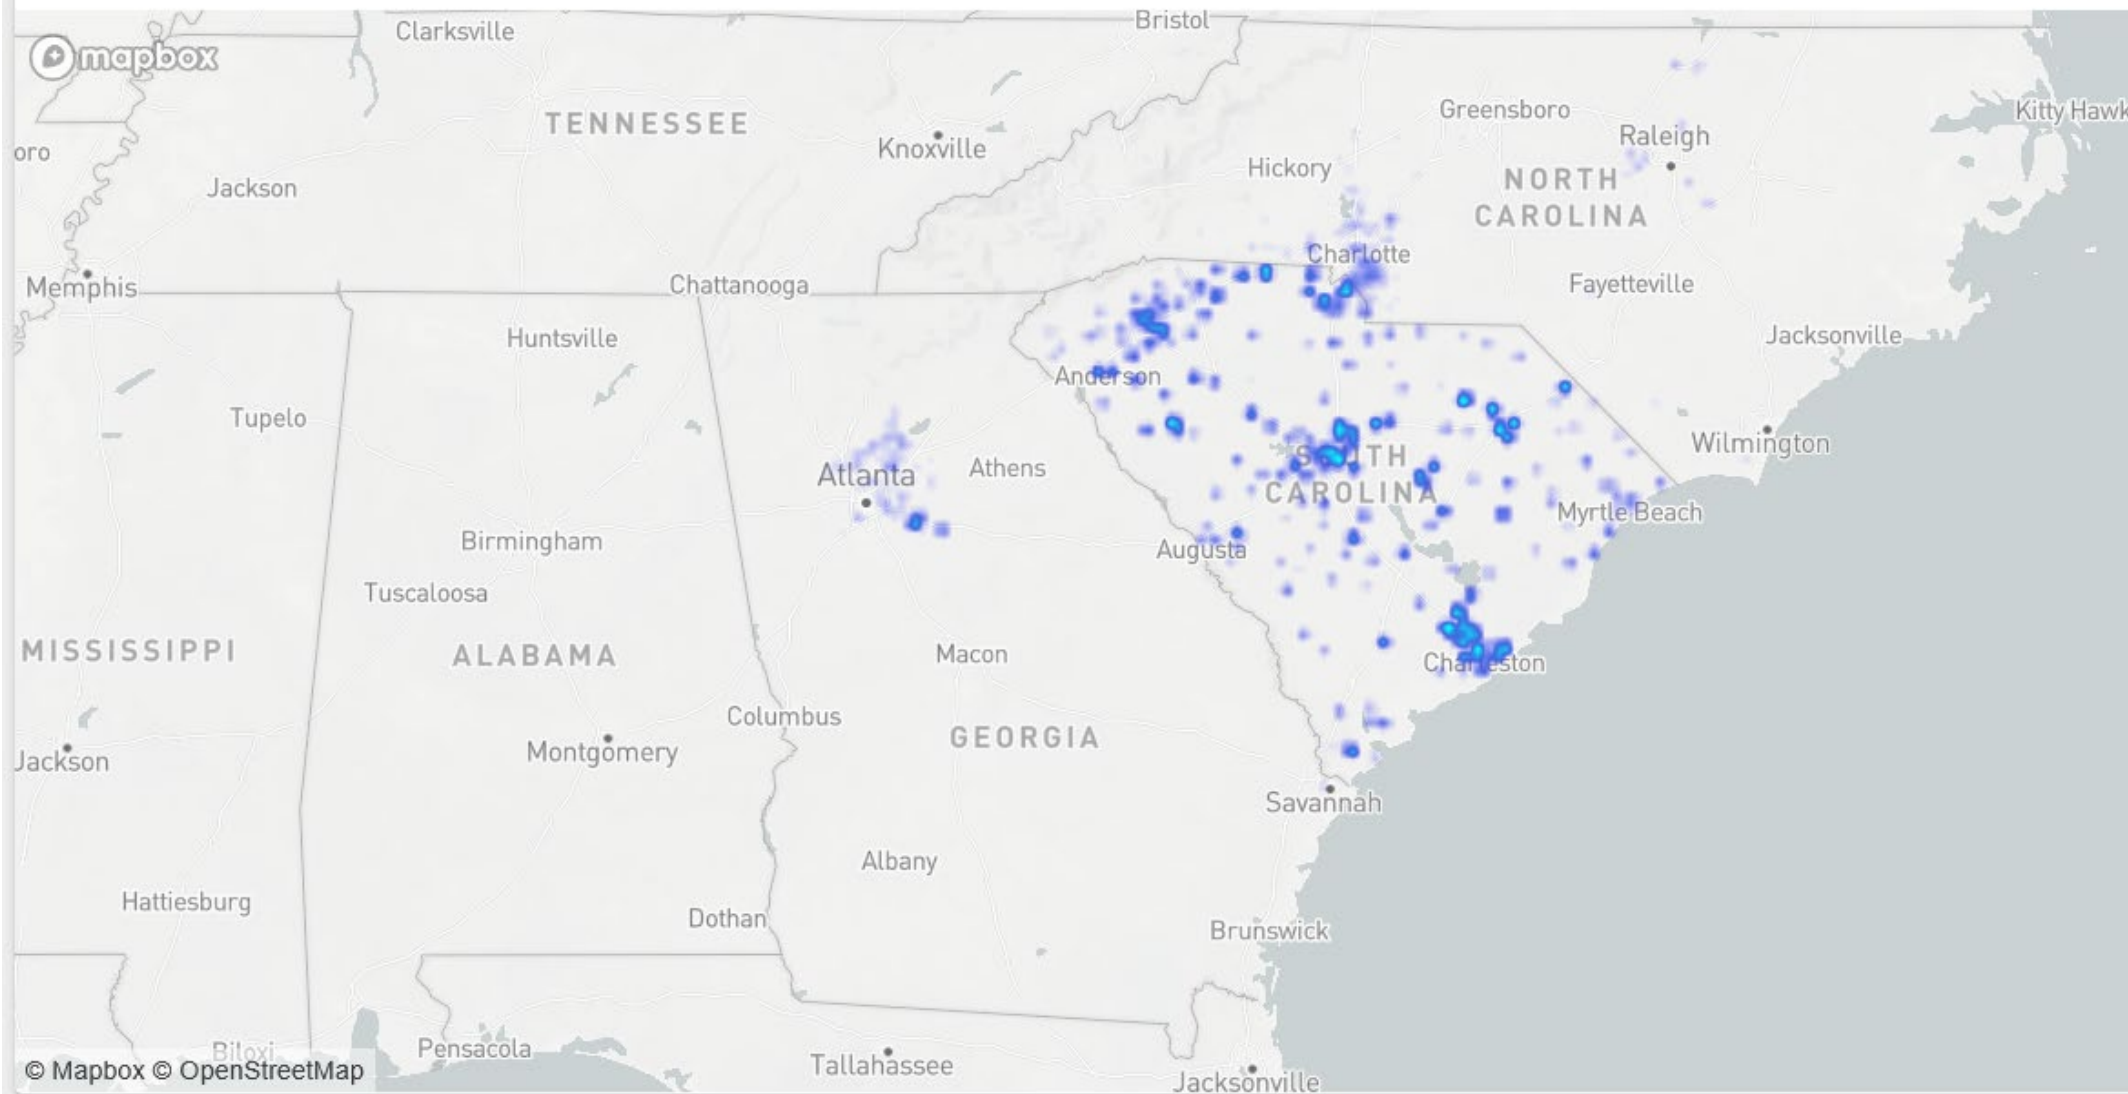 Bristol
Clarksville
mapbox
TENNESSEE
Greensboro
Kitty Hawk
Raleigh
Knoxville
oro
Hickory
Jackson
NORTH
CAROLINA
Charlotte
Memphis
Chattanooga
Fayetteville
Huntsville
Jacksonville
Anderson
Tupelo
Wilmington
Atlanta
Athens
SOUTH
CAROLINA
Myrtle Beach
Birmingham
Augusta
Tuscaloosa
MISSISSIPPI
ALABAMA
Macon
Charleston
Columbus
GEORGIA
Montgomery
Jackson
Savannah
Albany
Hattiesburg
Dothan
Brunswick
Biloxi
Pensacola
Tallahassee
© Mapbox © OpenStreetMap
Jacksonville